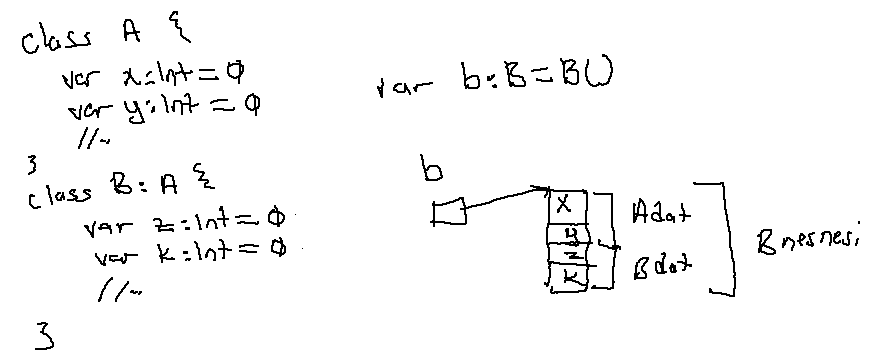 class A {
var x: Int = 0
var y: Int = 0
//...
}
class B: A {
var z: Int = 0
var k: Int = 0
//...
}
var b: B = B()
b
x
y
z
k
A dat
B dat
B nesnesi